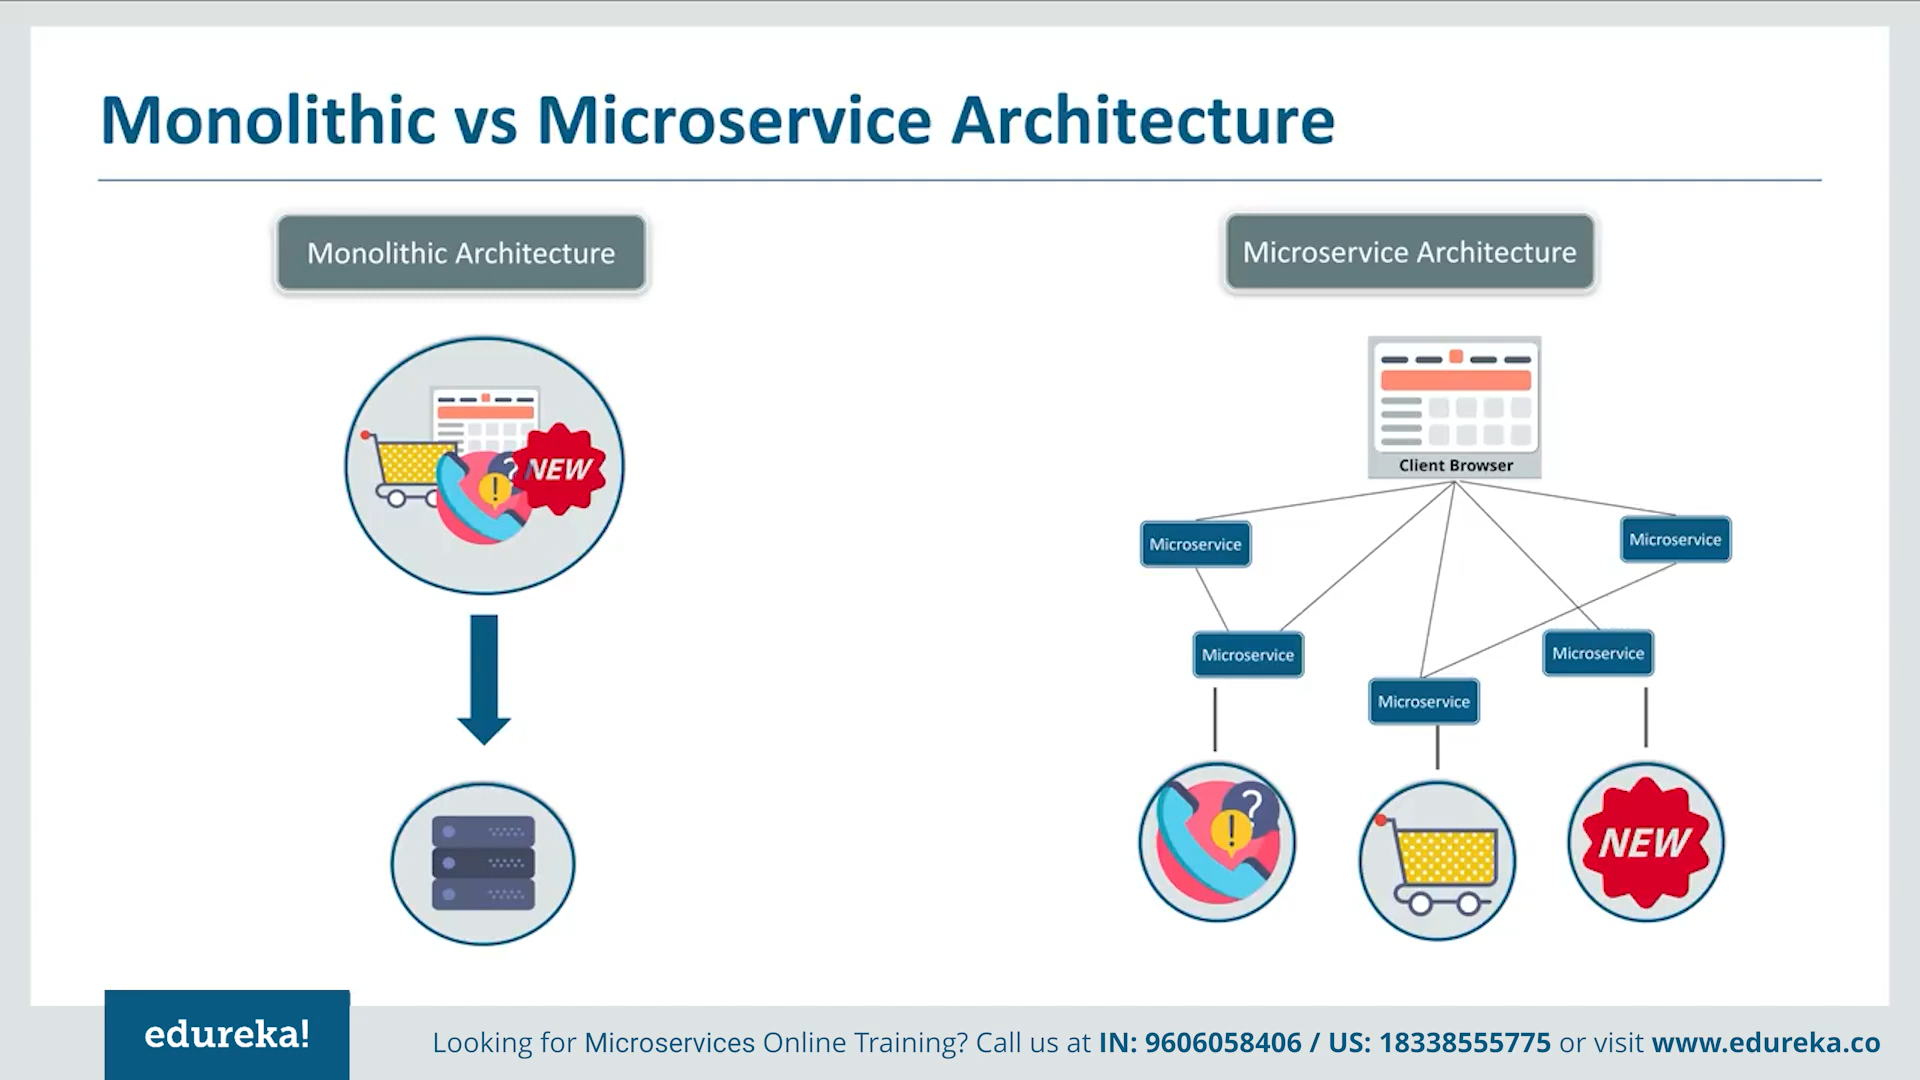 Monolithic vs Microservice Architecture
Monolithic Architecture
NEW
Microservice Architecture
Client Browser
Microservice
Microservice
Microservice
Microservice
Microservice
NEW
edureka!
Looking for Microservices Online Training? Call us at IN: 9606058406 / US: 18338555775 or visit www.edureka.co